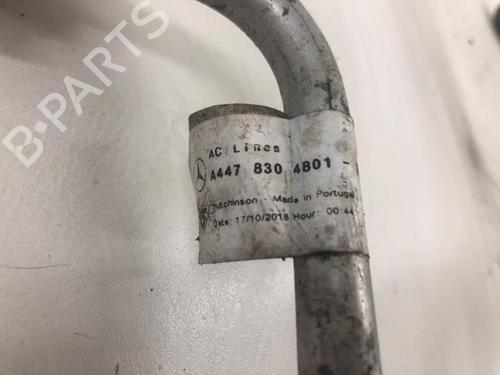 B-PARTS
AC Lines
A447 830 4801 -
Hutchinson - Made in Portugal
Date: 17/10/2018 Hour: 00:44